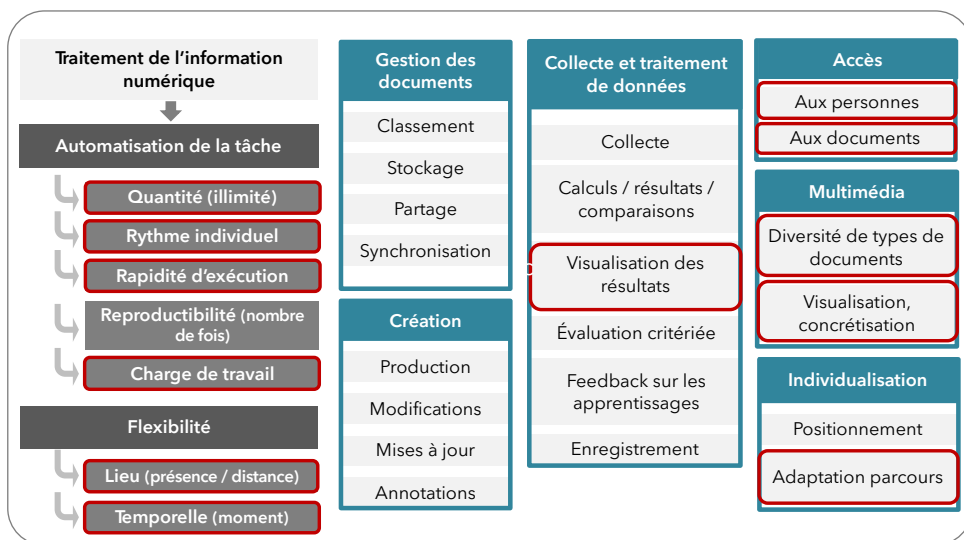 Traitement de l'information
numérique
Automatisation de la tâche
Quantité (illimité)
Rythme individuel
Rapidité d'exécution
Reproductibilité (nombre
de fois)
Charge de travail
Flexibilité
Lieu (présence / distance)
Temporelle (moment)
Gestion des
documents
Classement
Stockage
Partage
Synchronisation
Création
Production
Modifications
Mises à jour
Annotations
Collecte et traitement
de données
Collecte
Calculs / résultats /
comparaisons
Visualisation des
résultats
Évaluation critériée
Feedback sur les
apprentissages
Enregistrement
Accès
Aux personnes
Aux documents
Multimédia
Diversité de types de
documents
Visualisation,
concrétisation
Individualisation
Positionnement
Adaptation parcours